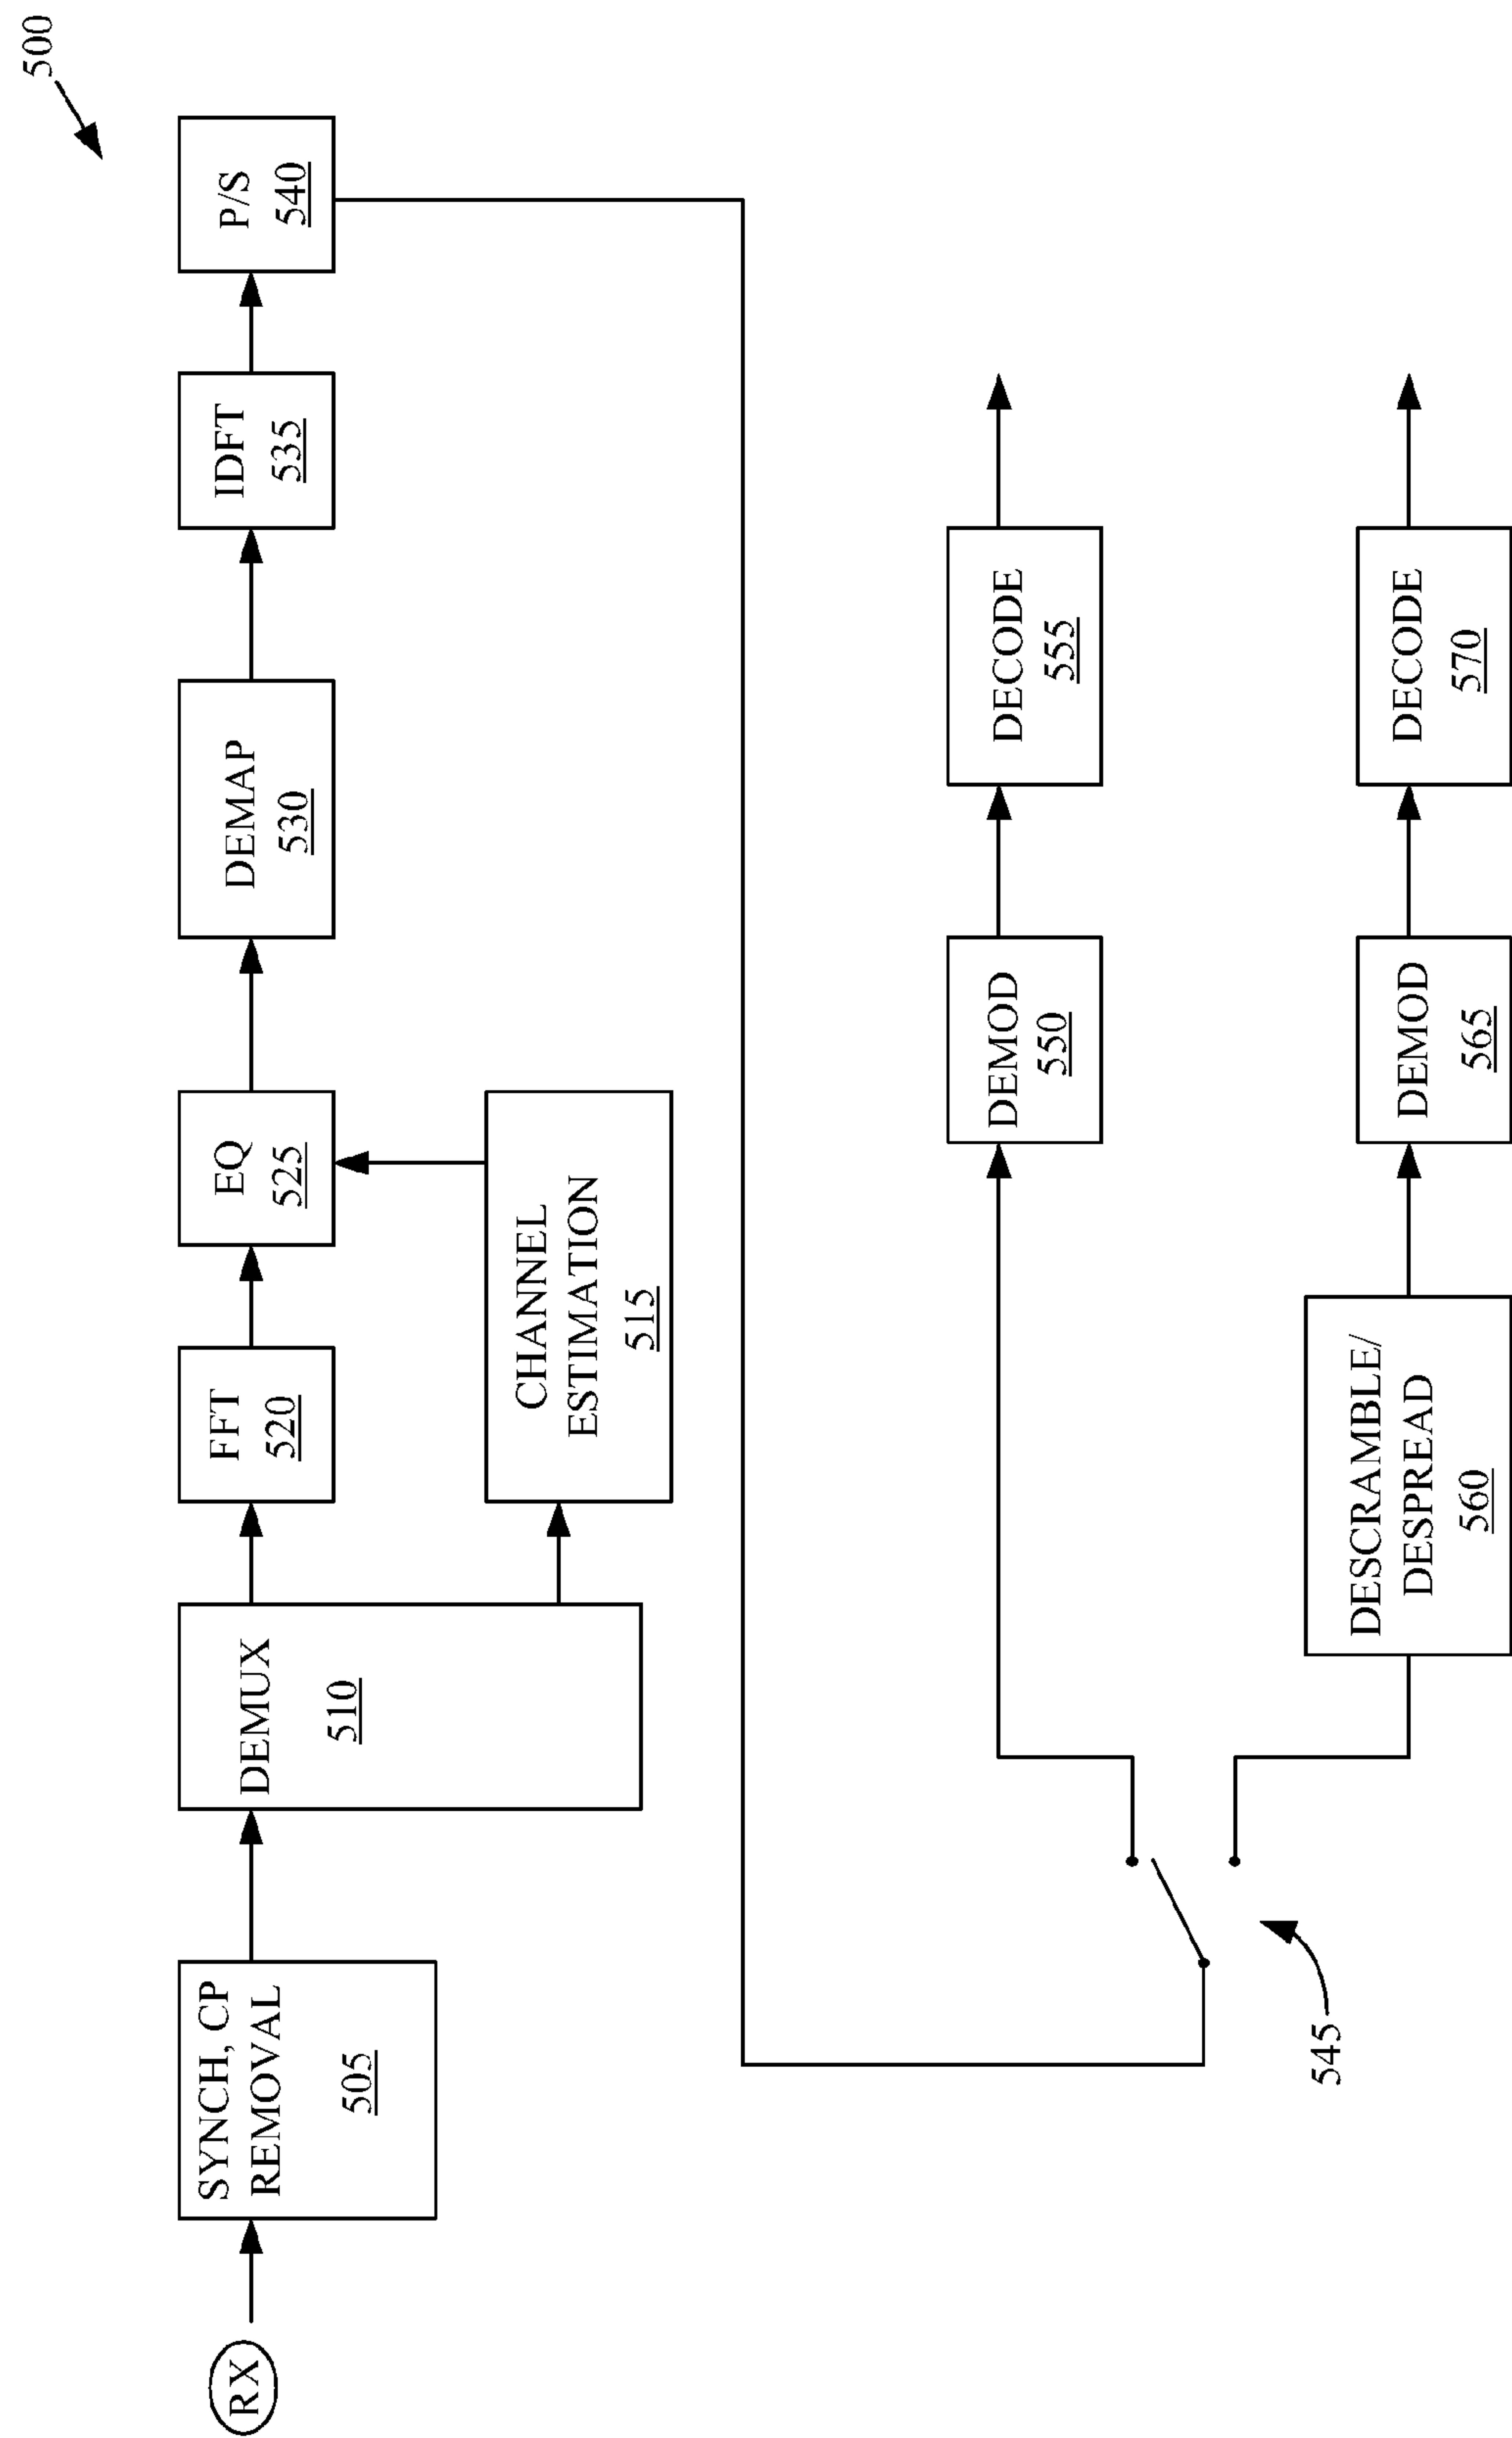 500
RX
SYNCH, CP
REMOVAL
505
DEMUX
510
FFT
520
EQ
525
DEMAP
530
IDFT
535
P/S
540
CHANNEL
ESTIMATION
515
545
DEMOD
550
DECODE
555
DESCRAMBLE/
DESPREAD
560
DEMOD
565
DECODE
570